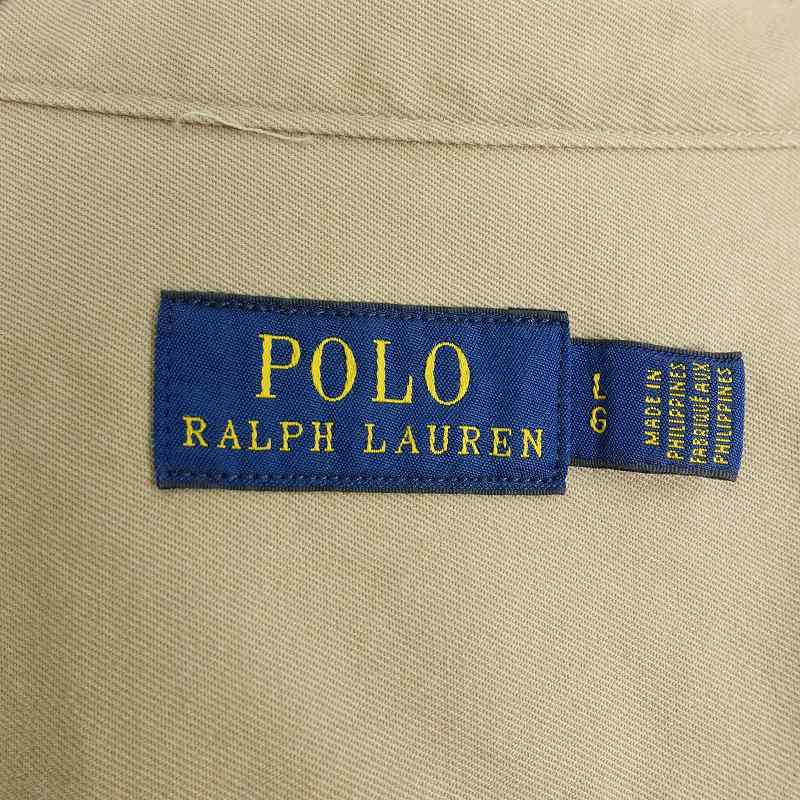 POLO
RALPH LAUREN
L
G
MADE IN
PHILIPPINES
FABRIQUÉ AUX
PHILIPPINES